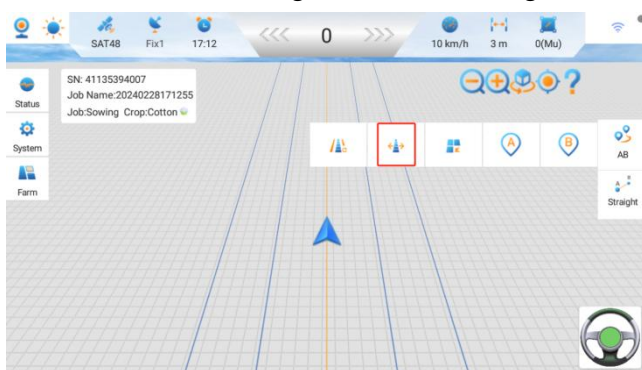 SAT48
Fix1
17:12
0
10 km/h
3 m
0(Mu)
SN: 41135394007
Job Name:20240228171255
Job:Sowing Crop:Cotton
Status
System
Farm
A
B
AB
A B
Straight